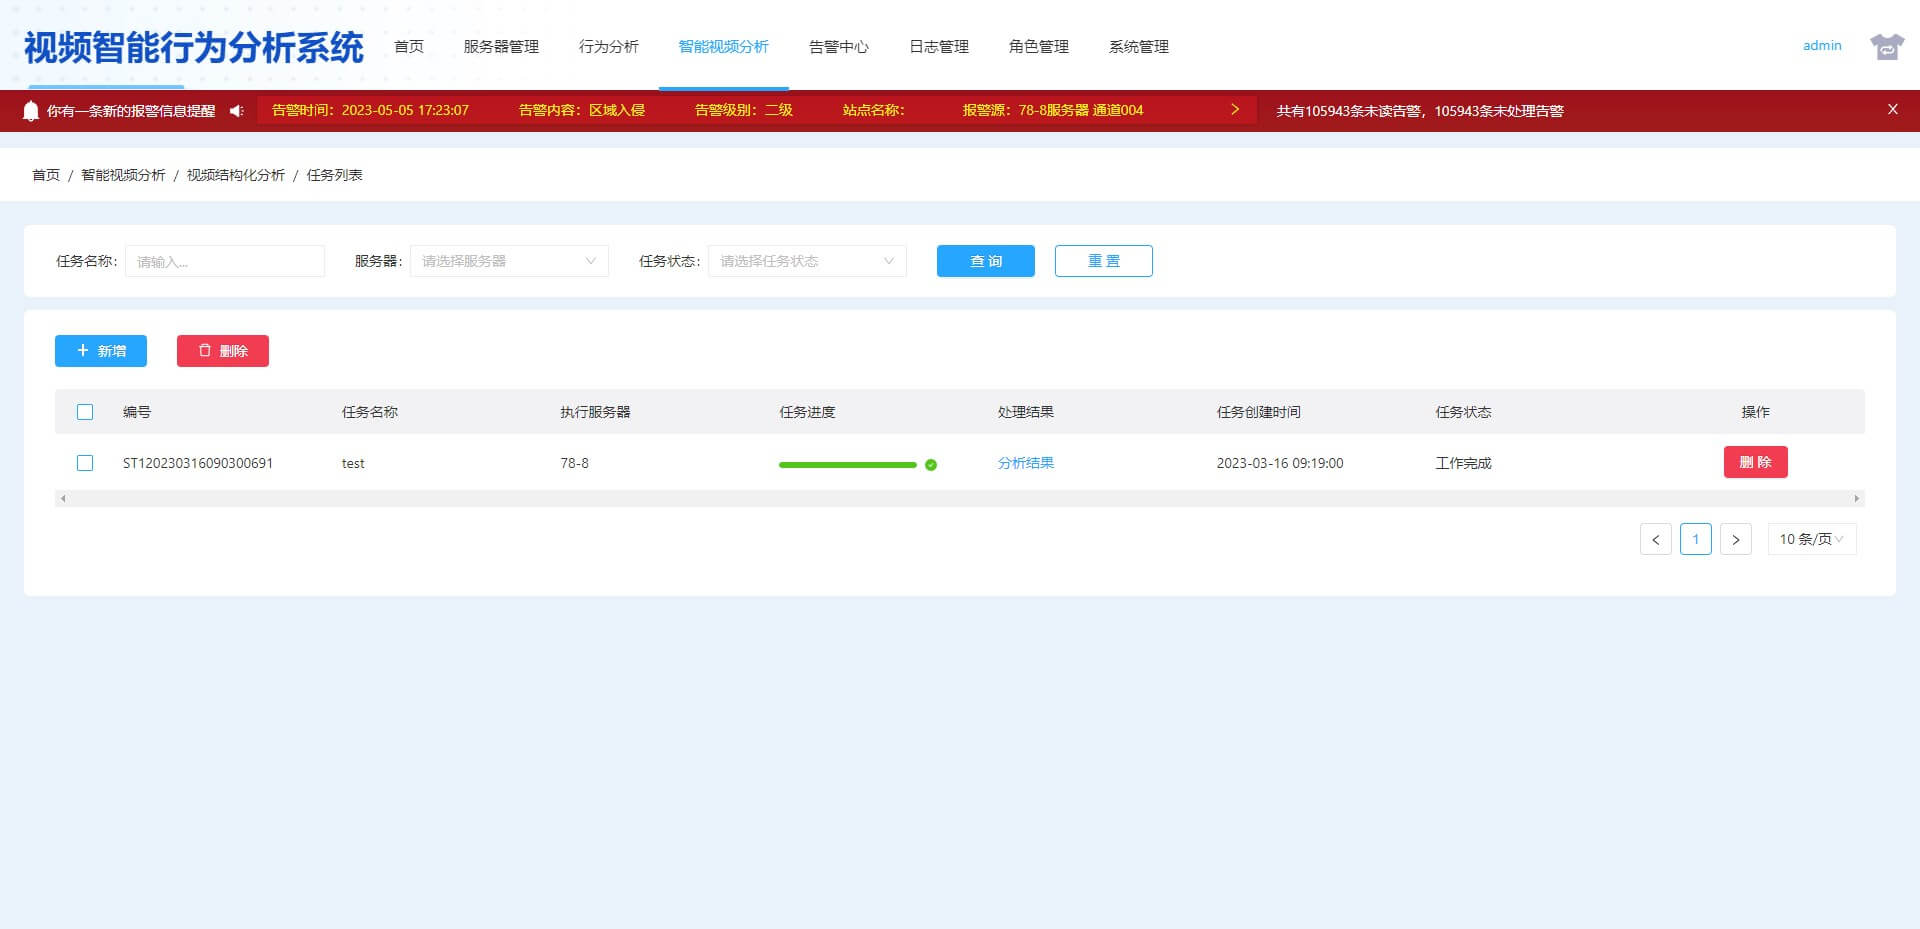 视频智能行为分析系统 首页 服务器管理 行为分析 智能视频分析 告警中心 日志管理 角色管理 系统管理 admin
你有一条新的报警信息提醒 告警时间：2023-05-05 17:23:07 告警内容：区域入侵 告警级别：二级 站点名称： 报警源：78-8服务器 通道004 共有105943条未读告警，105943条未处理告警 X
首页 / 智能视频分析 / 视频结构化分析 / 任务列表
任务名称： 请输入... 服务器： 请选择服务器 任务状态： 请选择任务状态 查 询 重 置
+ 新增 删除
编号 任务名称 执行服务器 任务进度 处理结果 任务创建时间 任务状态 操作
ST120230316090300691 test 78-8 分析结果 2023-03-16 09:19:00 工作完成 删 除
< 1 > 10 条/页